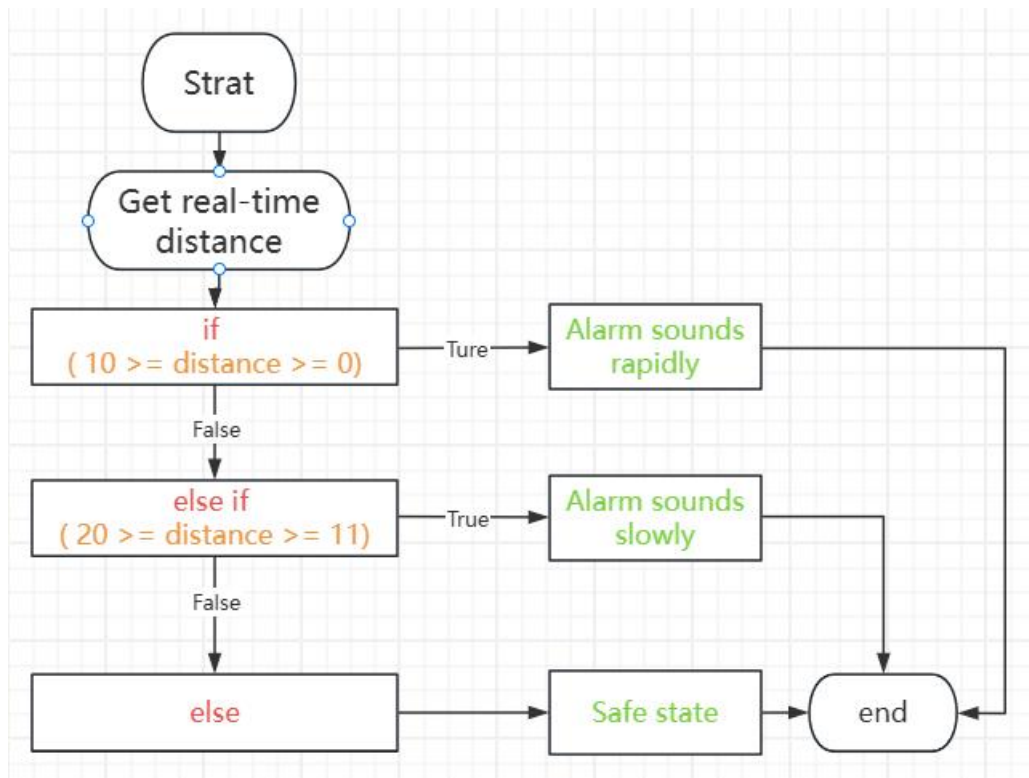 Strat
Get real-time
distance
if
( 10 >= distance >= 0)
Ture
Alarm sounds
rapidly
False
else if
( 20 >= distance >= 11)
True
Alarm sounds
slowly
False
else
Safe state
end